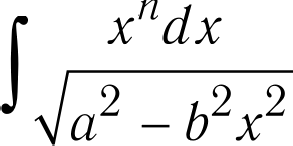 ∫ xⁿdx / √(a² − b²x²)